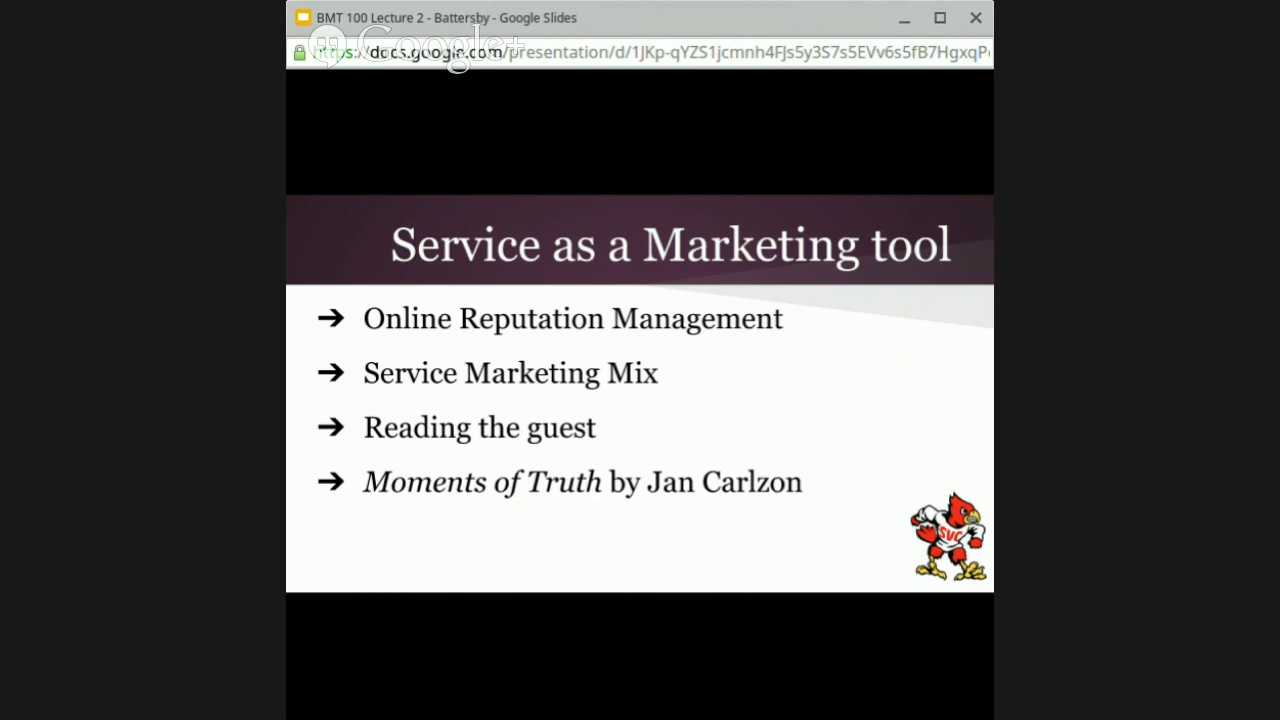 BMT 100 Lecture 2 - Battersby - Google Slides
Google+
https://docs.google.com/presentation/d/1JKp-qYZS1jcmnh4FJs5y3S7s5EVv6s5fB7HgxqP
Service as a Marketing tool
➔ Online Reputation Management
➔ Service Marketing Mix
➔ Reading the guest
➔ Moments of Truth by Jan Carlzon
SVC